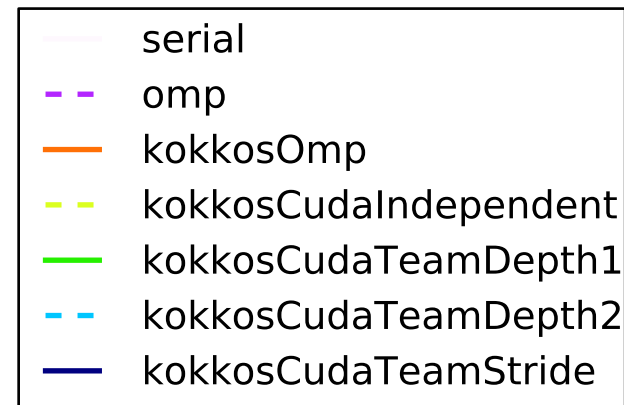 serial
omp
kokkosOmp
kokkosCudaIndependent
kokkosCudaTeamDepth1
kokkosCudaTeamDepth2
kokkosCudaTeamStride